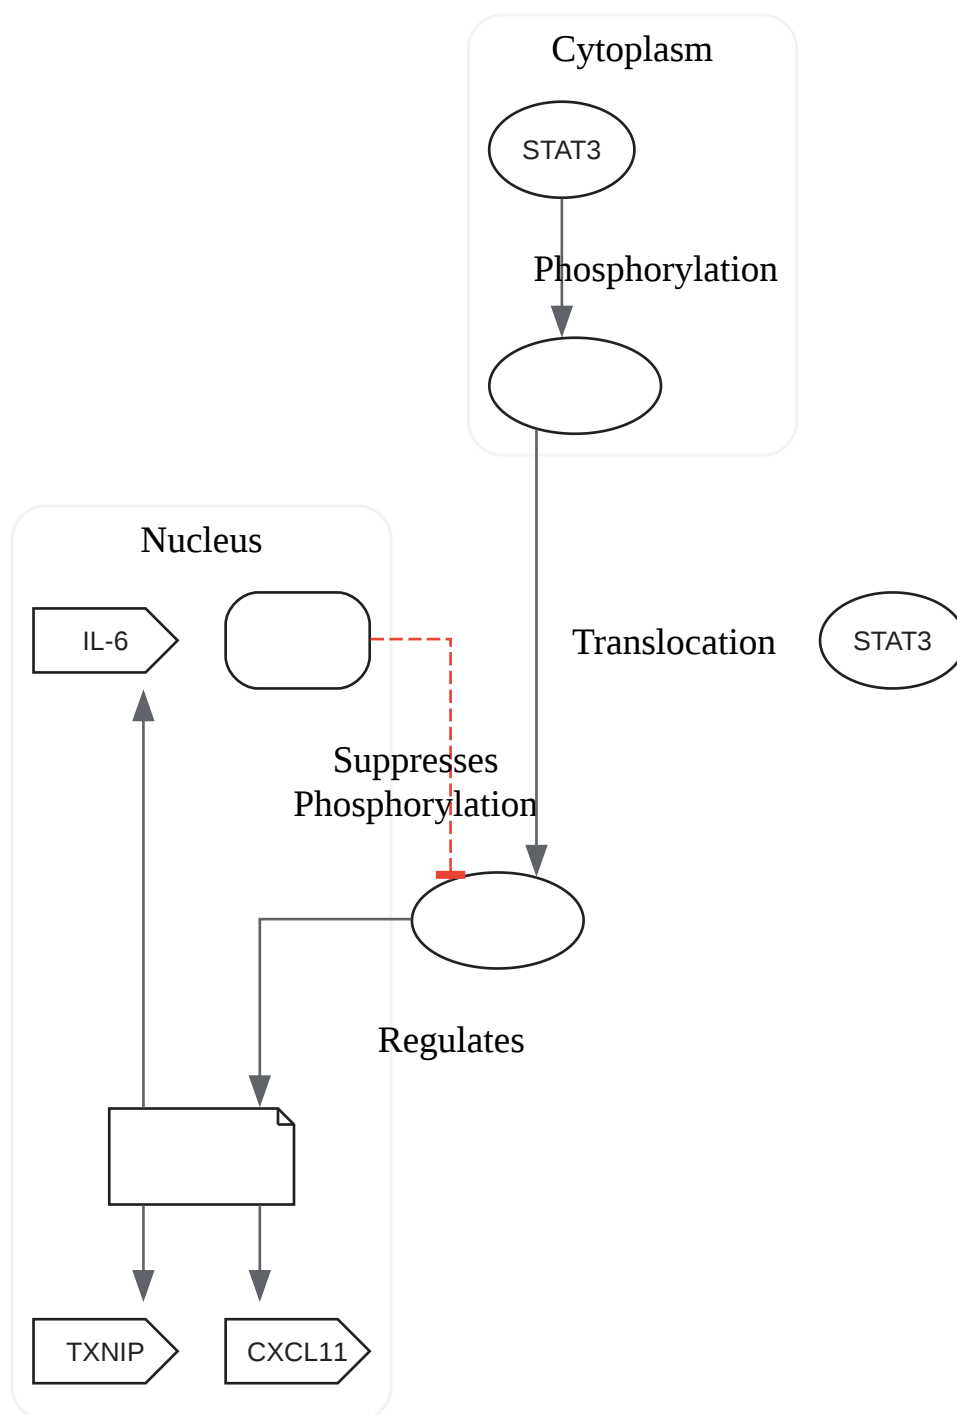 Cytoplasm
STAT3
Phosphorylation
Nucleus
IL-6
Translocation
STAT3
Suppresses
Phosphorylation
Regulates
TXNIP
CXCL11